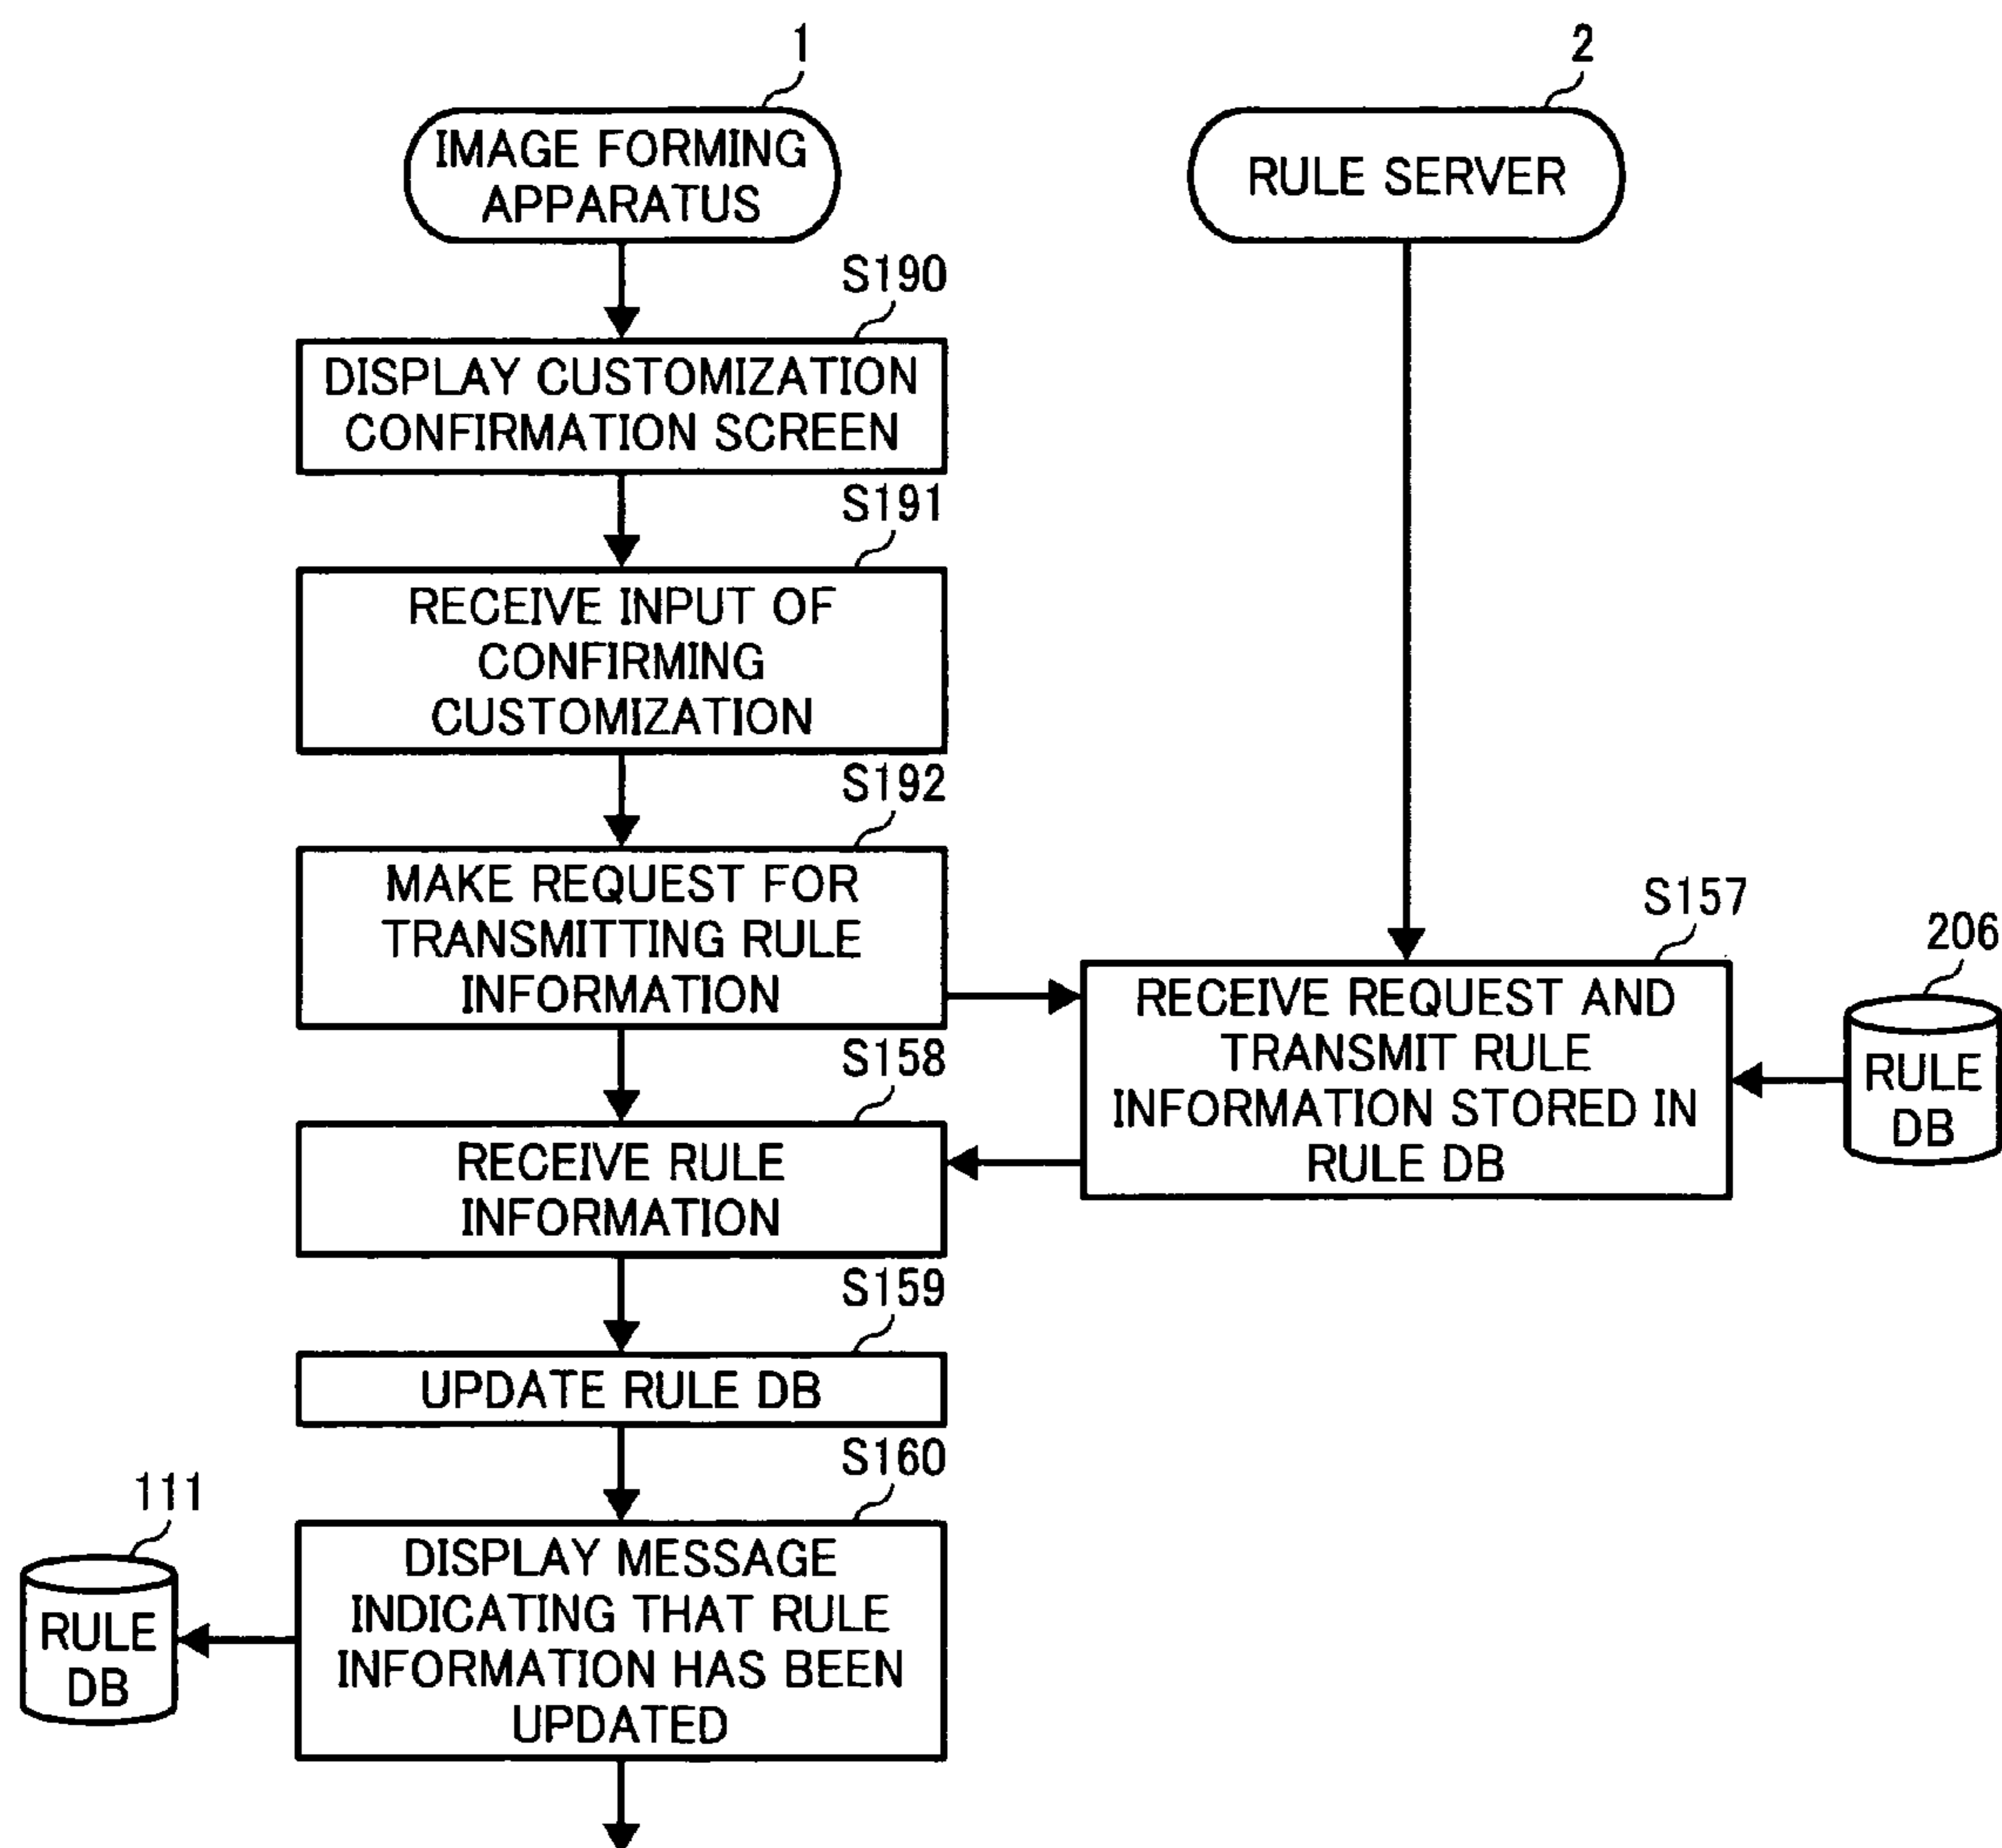 1
2
IMAGE FORMING
APPARATUS
RULE SERVER
S190
DISPLAY CUSTOMIZATION
CONFIRMATION SCREEN
S191
RECEIVE INPUT OF
CONFIRMING
CUSTOMIZATION
S192
MAKE REQUEST FOR
TRANSMITTING RULE
INFORMATION
S157
RECEIVE REQUEST AND
TRANSMIT RULE
INFORMATION STORED IN
RULE DB
206
RULE
DB
S158
RECEIVE RULE
INFORMATION
S159
UPDATE RULE DB
S160
DISPLAY MESSAGE
INDICATING THAT RULE
INFORMATION HAS BEEN
UPDATED
111
RULE
DB